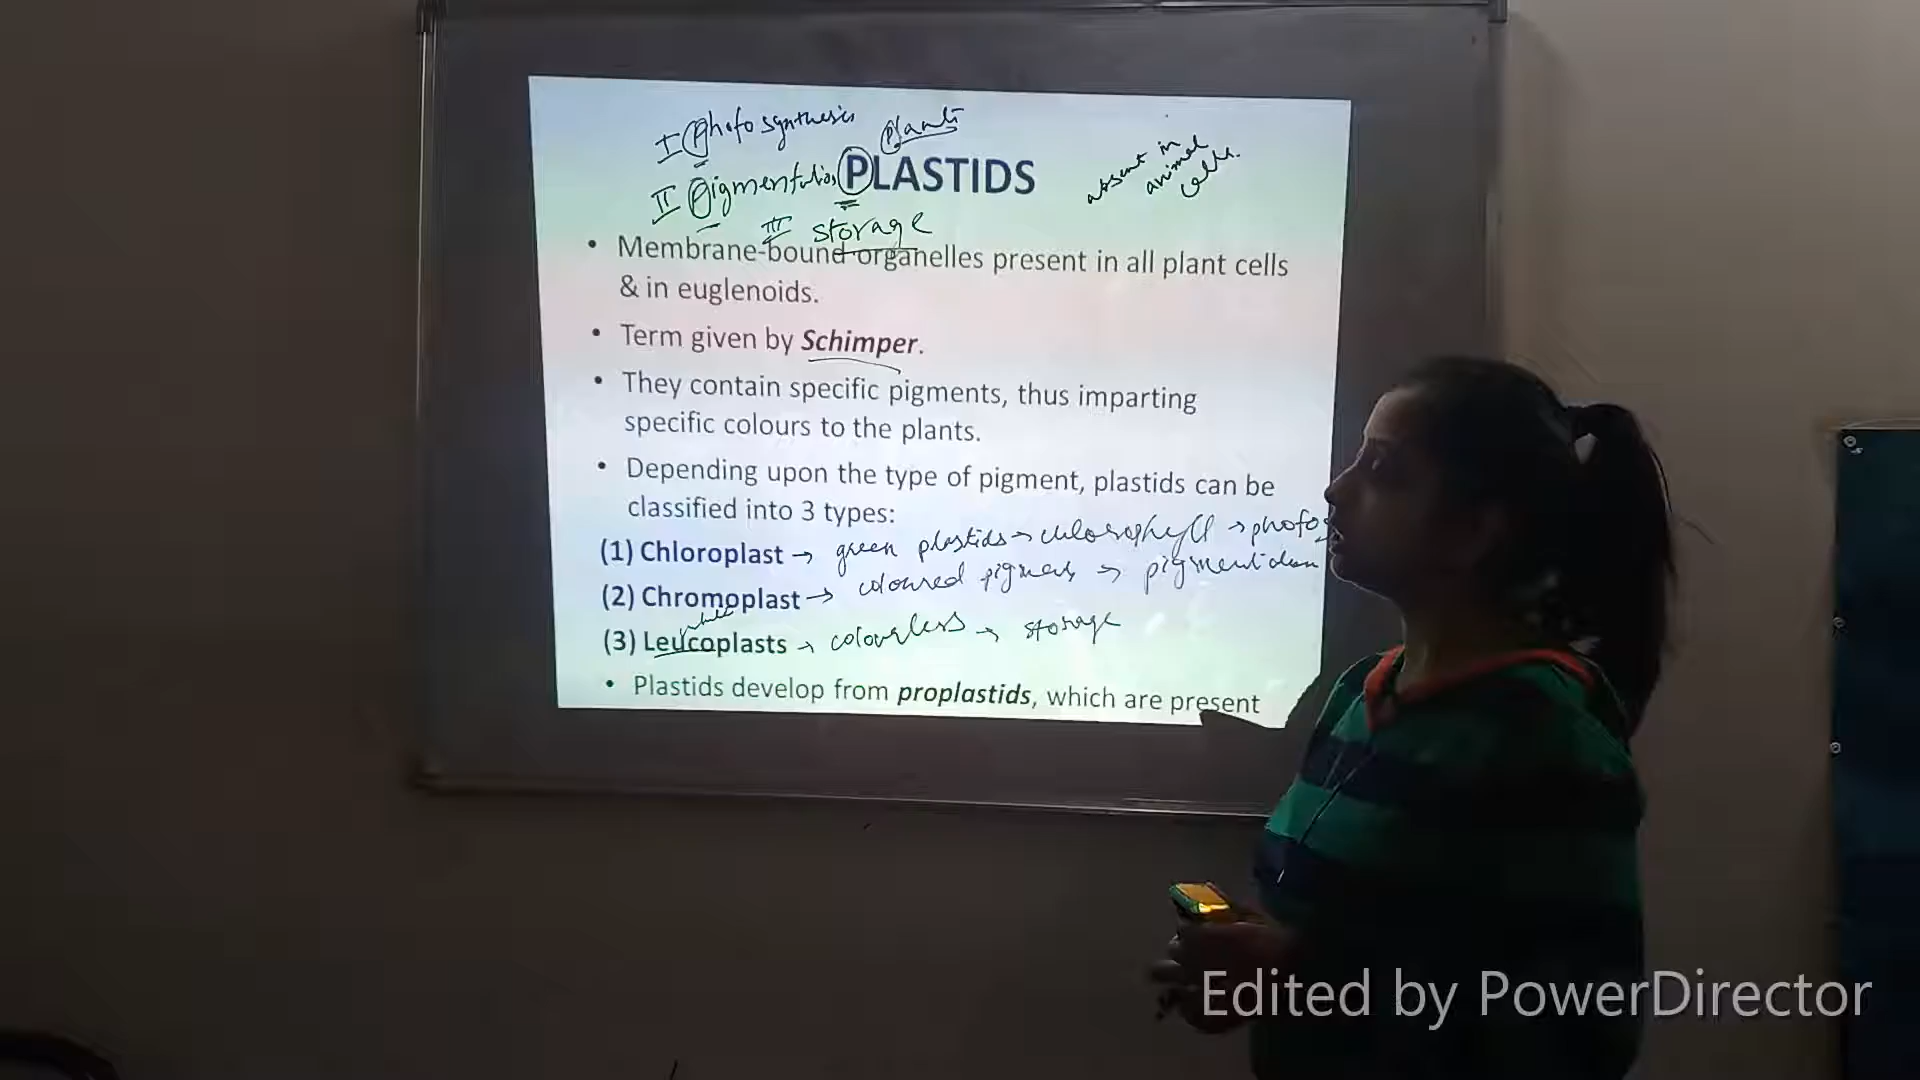 I Photosynthesis
Plants
II Pigmentation
PLASTIDS
absent in
animal
cells.
III storage
• Membrane-bound organelles present in all plant cells
& in euglenoids.
• Term given by Schimper.
• They contain specific pigments, thus imparting
specific colours to the plants.
• Depending upon the type of pigment, plastids can be
classified into 3 types:
(1) Chloroplast → green plastids → chlorophyll → photo
(2) Chromoplast → coloured pigments → pigmentation
white
(3) Leucoplasts → colourless → storage
• Plastids develop from proplastids, which are present
Edited by PowerDirector